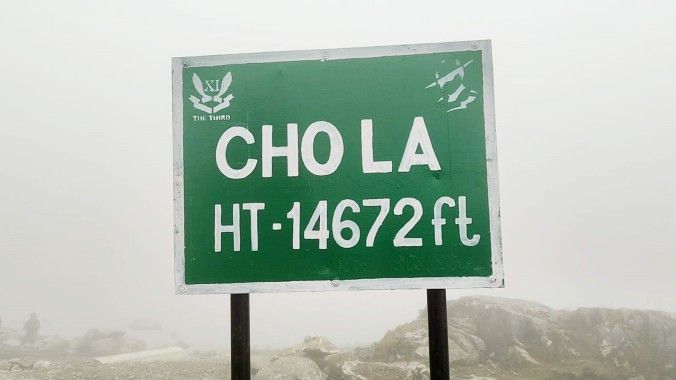 XI
THE THIRD
CHO LA
HT - 14672 ft